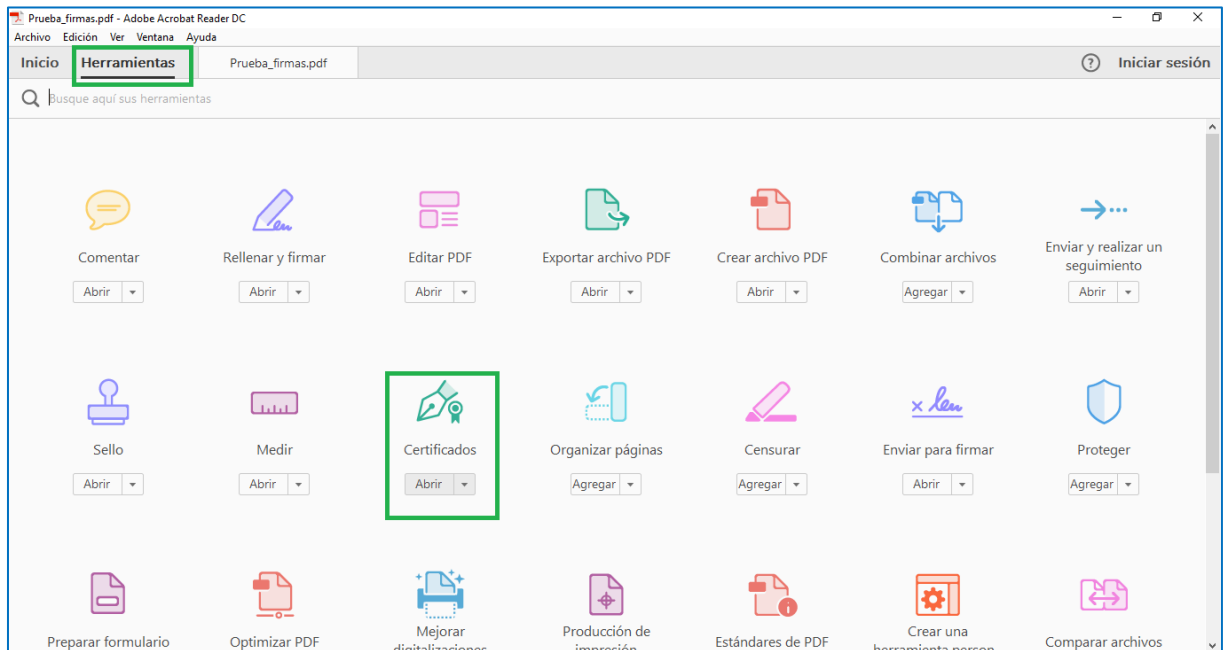 Prueba_firmas.pdf - Adobe Acrobat Reader DC
Archivo Edición Ver Ventana Ayuda
Inicio Herramientas Prueba_firmas.pdf ? Iniciar sesión
Busque aquí sus herramientas
Comentar Rellenar y firmar Editar PDF Exportar archivo PDF Crear archivo PDF Combinar archivos Enviar y realizar un
seguimiento
Abrir Abrir Abrir Abrir Abrir Agregar Abrir
Sello Medir Certificados Organizar páginas Censurar Enviar para firmar Proteger
Abrir Abrir Abrir Agregar Agregar Abrir Agregar
Preparar formulario Optimizar PDF Mejorar Producción de Estándares de PDF Crear una Comparar archivos
digitalizaciones impresión herramienta person